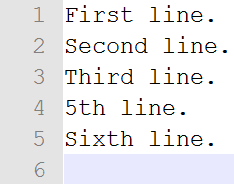 1 First line.
2 Second line.
3 Third line.
4 5th line.
5 Sixth line.
6